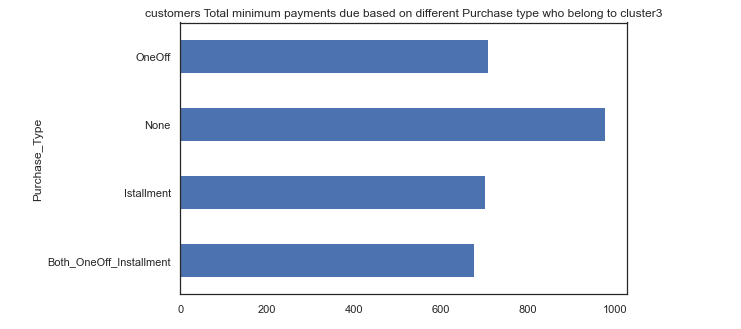 customers Total minimum payments due based on different Purchase type who belong to cluster3
OneOff
None
Istallment
Both_OneOff_Installment
Purchase_Type
0 200 400 600 800 1000